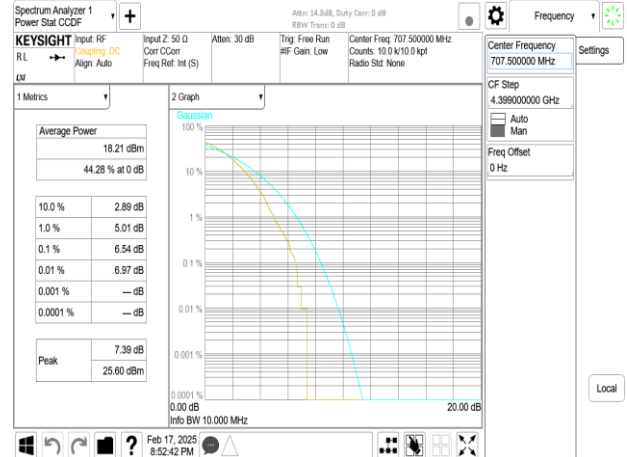 Spectrum Analyzer 1
Power Stat CCDF
Attn: 14.8dB, Duty Corr: 0 dB
RBW Trans: 0 dB
Frequency
KEYSIGHT
RL
Input: RF
Coupling: DC
Align: Auto
Input Z: 50 Ω
Corr CCorr
Freq Ref: Int (S)
Atten: 30 dB
Trig: Free Run
#IF Gain: Low
Center Freq: 707.500000 MHz
Counts: 10.0 k/10.0 kpt
Radio Std: None
Center Frequency
707.500000 MHz
Settings
CF Step
4.399000000 GHz
Auto
Man
Freq Offset
0 Hz
1 Metrics
Average Power
18.21 dBm
44.28 % at 0 dB
10.0 % 2.89 dB
1.0 % 5.01 dB
0.1 % 6.54 dB
0.01 % 6.97 dB
0.001 % --- dB
0.0001 % --- dB
Peak 7.39 dB
25.60 dBm
2 Graph
Gaussian
100 %
10 %
1 %
0.1 %
0.01 %
0.001 %
0.0001 %
0.00 dB 20.00 dB
Info BW 10.000 MHz
Local
? Feb 17, 2025
8:52:42 PM